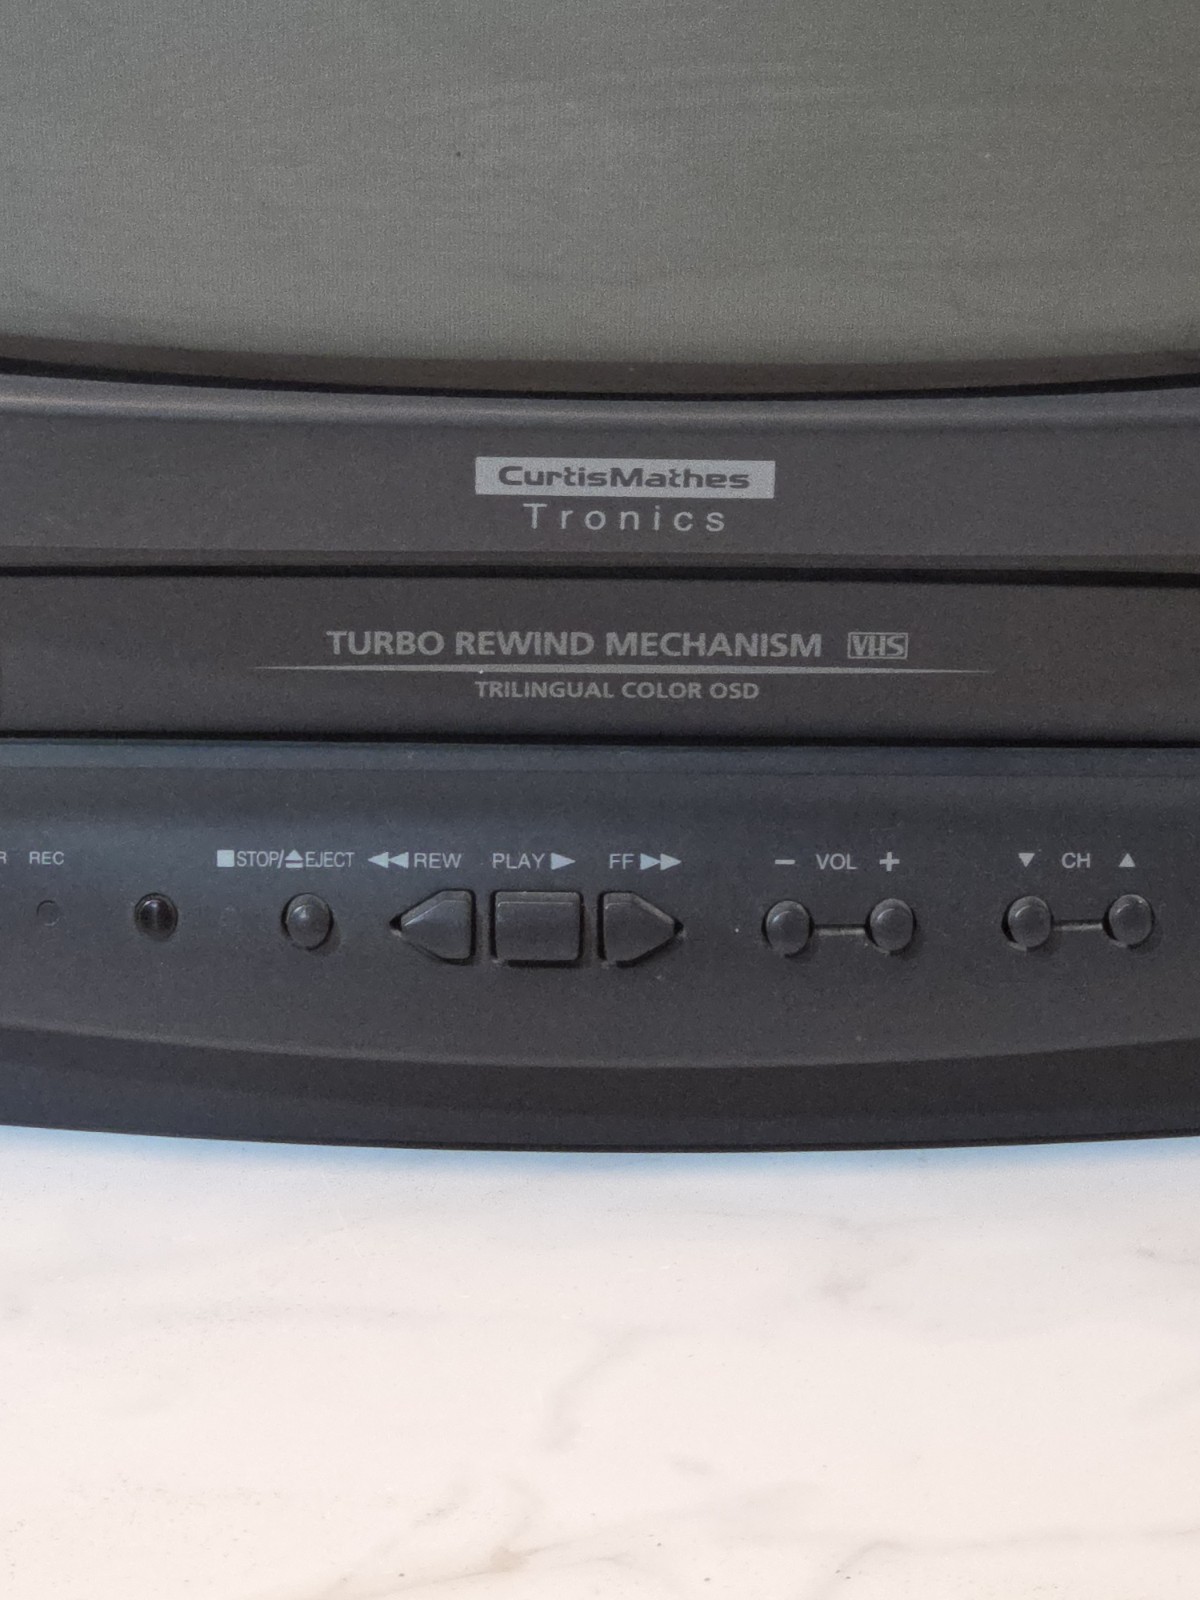 CurtisMathes
Tronics
TURBO REWIND MECHANISM VHS
TRILINGUAL COLOR OSD
R REC ■STOP/⏏EJECT ◀◀REW PLAY▶ FF▶▶ − VOL + ▼ CH ▲